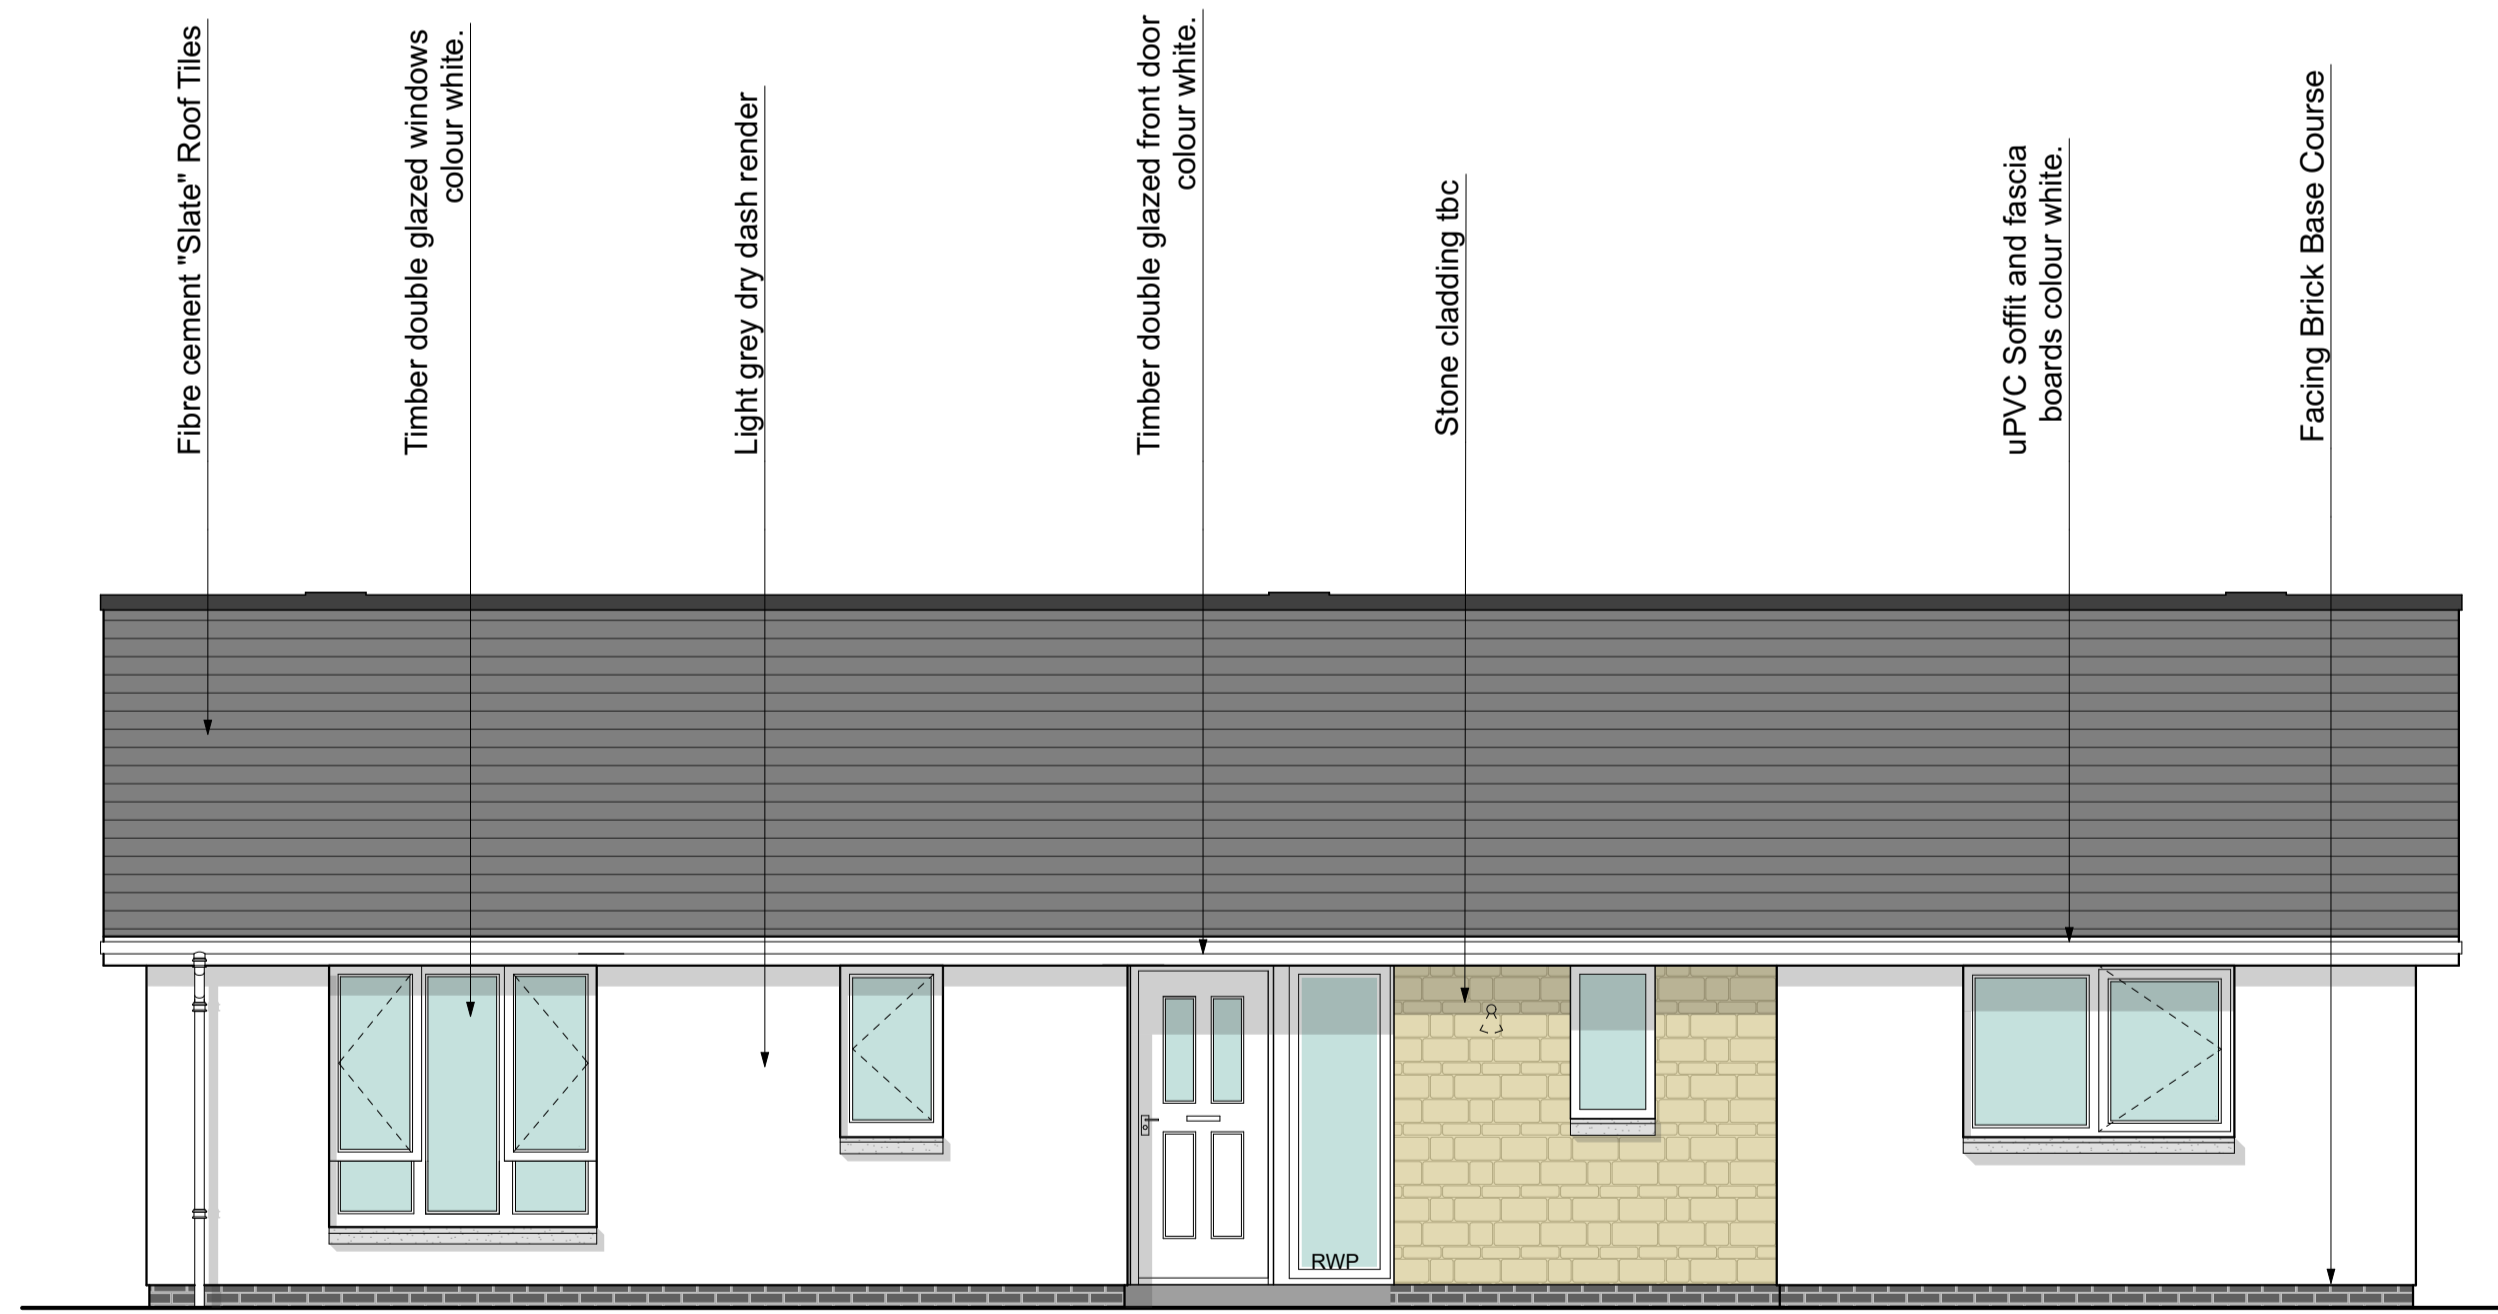 Fibre cement "Slate" Roof Tiles
Timber double glazed windows
colour white.
Light grey dry dash render
Timber double glazed front door
colour white.
Stone cladding tbc
uPVC Soffit and fascia
boards colour white.
Facing Brick Base Course
RWP